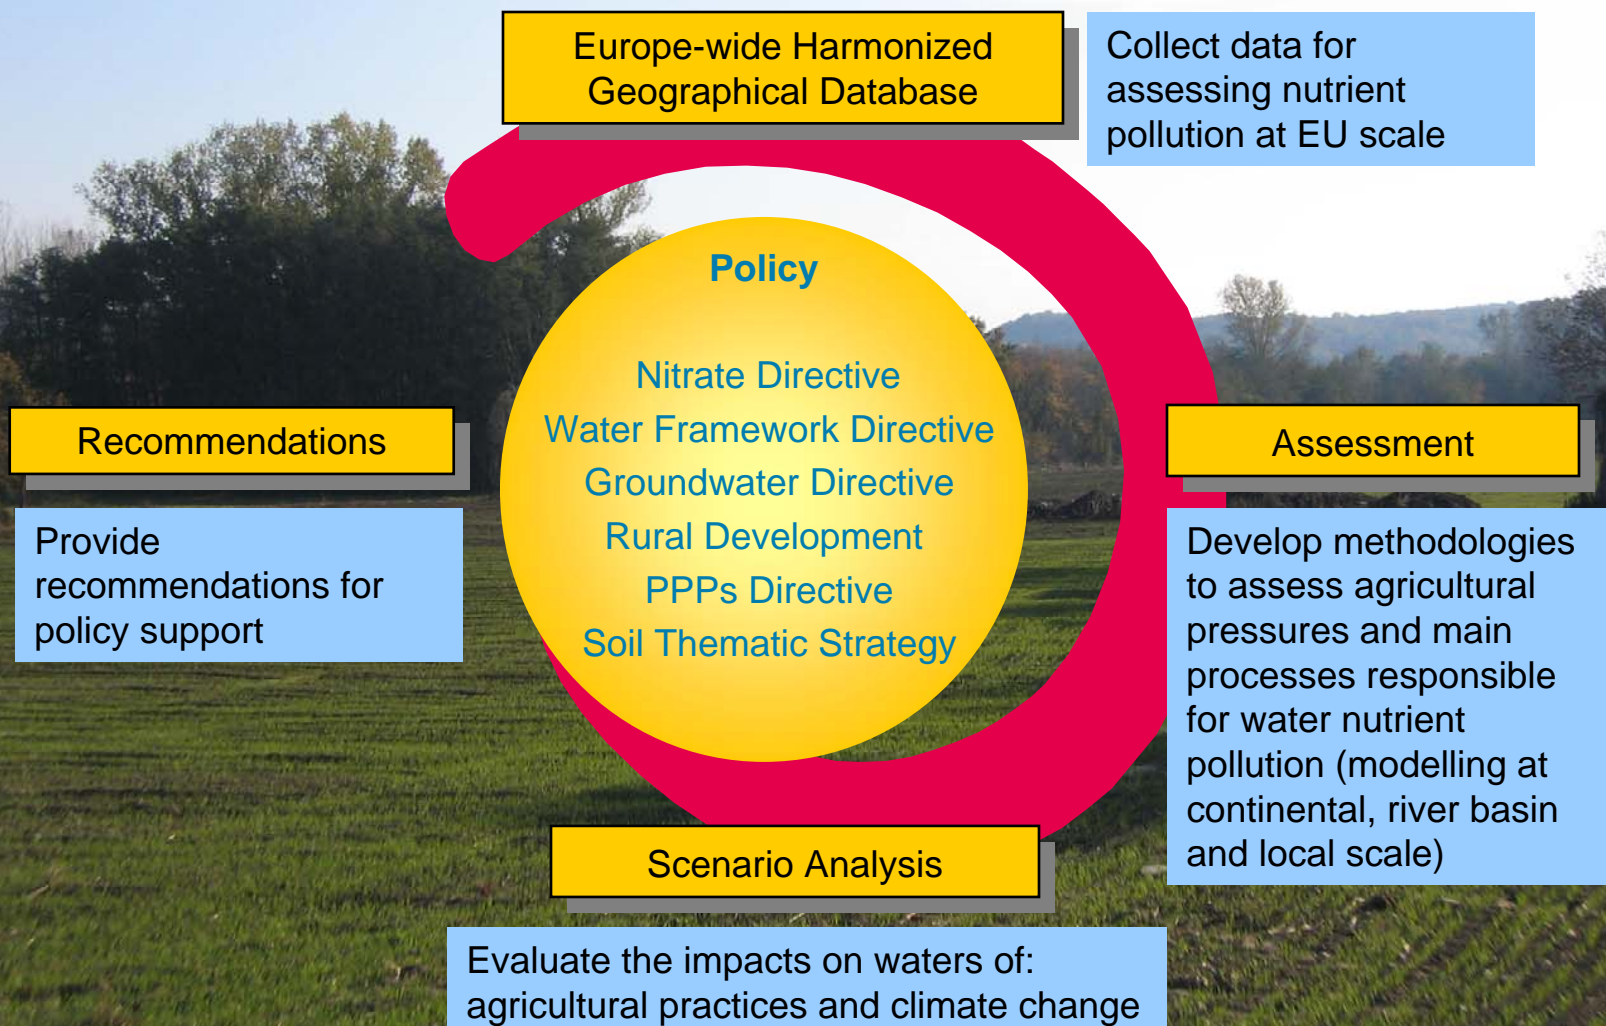 Europe-wide Harmonized
Geographical Database
Collect data for
assessing nutrient
pollution at EU scale
Policy
Nitrate Directive
Water Framework Directive
Groundwater Directive
Rural Development
PPPs Directive
Soil Thematic Strategy
Recommendations
Provide
recommendations for
policy support
Assessment
Develop methodologies
to assess agricultural
pressures and main
processes responsible
for water nutrient
pollution (modelling at
continental, river basin
and local scale)
Scenario Analysis
Evaluate the impacts on waters of:
agricultural practices and climate change